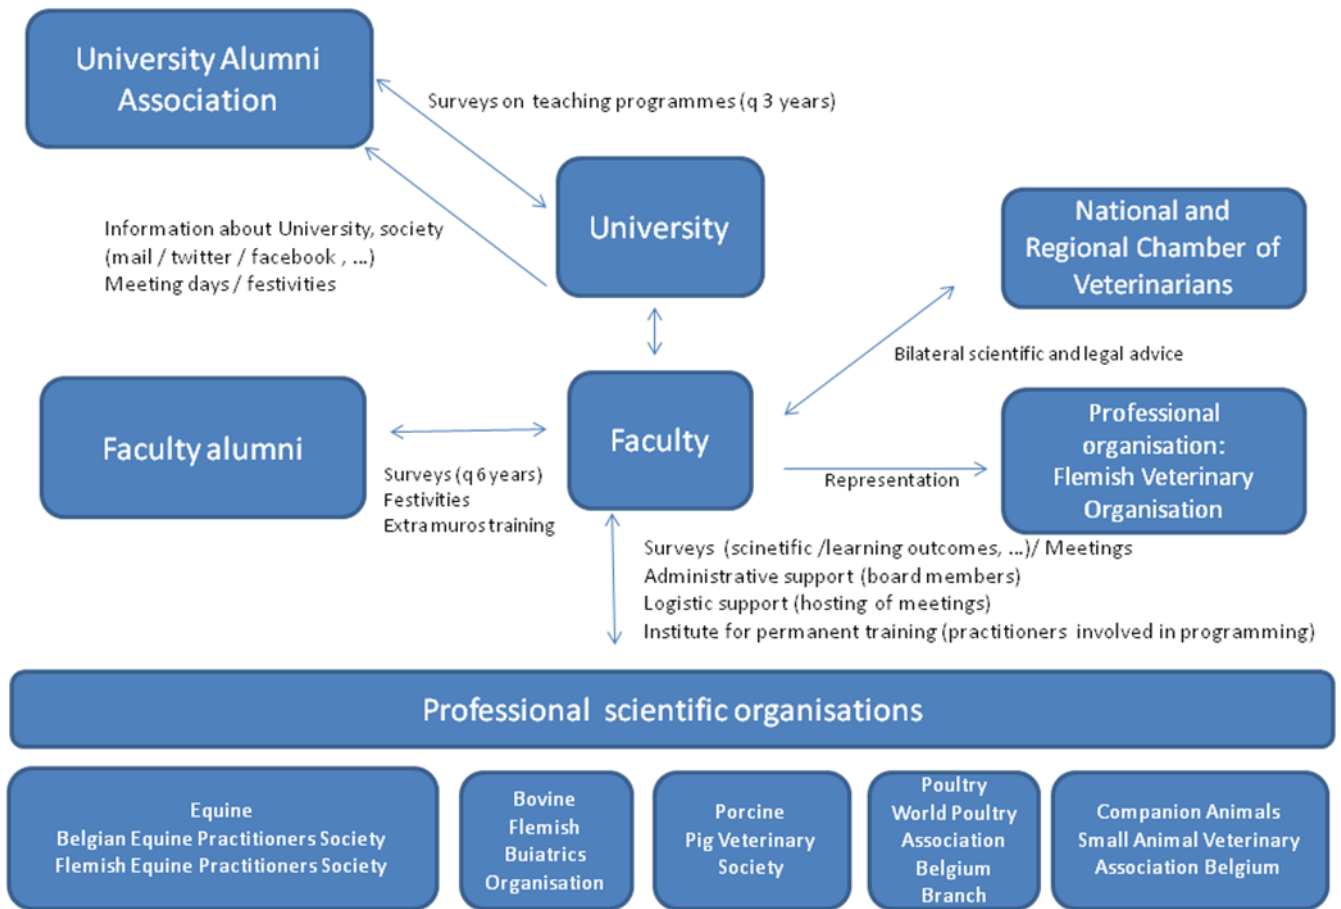 University Alumni
Association
Surveys on teaching programmes (q 3 years)
University
Information about University, society
(mail / twitter / facebook , ...)
Meeting days / festivities
National and
Regional Chamber of
Veterinarians
Bilateral scientific and legal advice
Faculty alumni
Faculty
Surveys (q 6 years)
Festivities
Extra muros training
Professional
organisation:
Flemish Veterinary
Organisation
Representation
Surveys (scinetific /learning outcomes, ...)/ Meetings
Administrative support (board members)
Logistic support (hosting of meetings)
Institute for permanent training (practitioners involved in programming)
Professional scientific organisations
Equine
Belgian Equine Practitioners Society
Flemish Equine Practitioners Society
Bovine
Flemish
Buiatrics
Organisation
Porcine
Pig Veterinary
Society
Poultry
World Poultry
Association
Belgium
Branch
Companion Animals
Small Animal Veterinary
Association Belgium